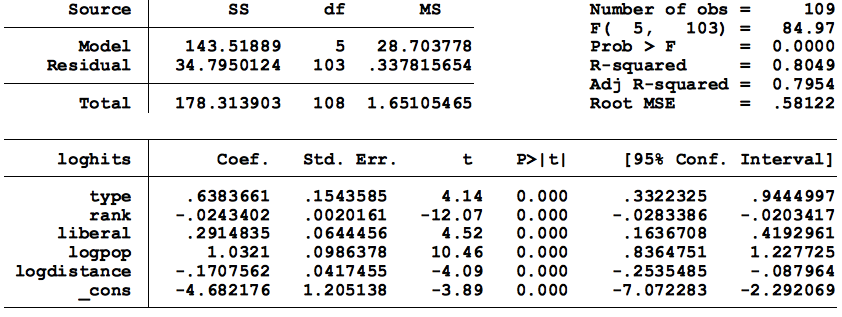 Source SS df MS Number of obs = 109
F( 5, 103) = 84.97
Model 143.51889 5 28.703778 Prob > F = 0.0000
Residual 34.7950124 103 .337815654 R-squared = 0.8049
Adj R-squared = 0.7954
Total 178.313903 108 1.65105465 Root MSE = .58122
loghits Coef. Std. Err. t P>|t| [95% Conf. Interval]
type .6383661 .1543585 4.14 0.000 .3322325 .9444997
rank -.0243402 .0020161 -12.07 0.000 -.0283386 -.0203417
liberal .2914835 .0644456 4.52 0.000 .1636708 .4192961
logpop 1.0321 .0986378 10.46 0.000 .8364751 1.227725
logdistance -.1707562 .0417455 -4.09 0.000 -.2535485 -.087964
_cons -4.682176 1.205138 -3.89 0.000 -7.072283 -2.292069